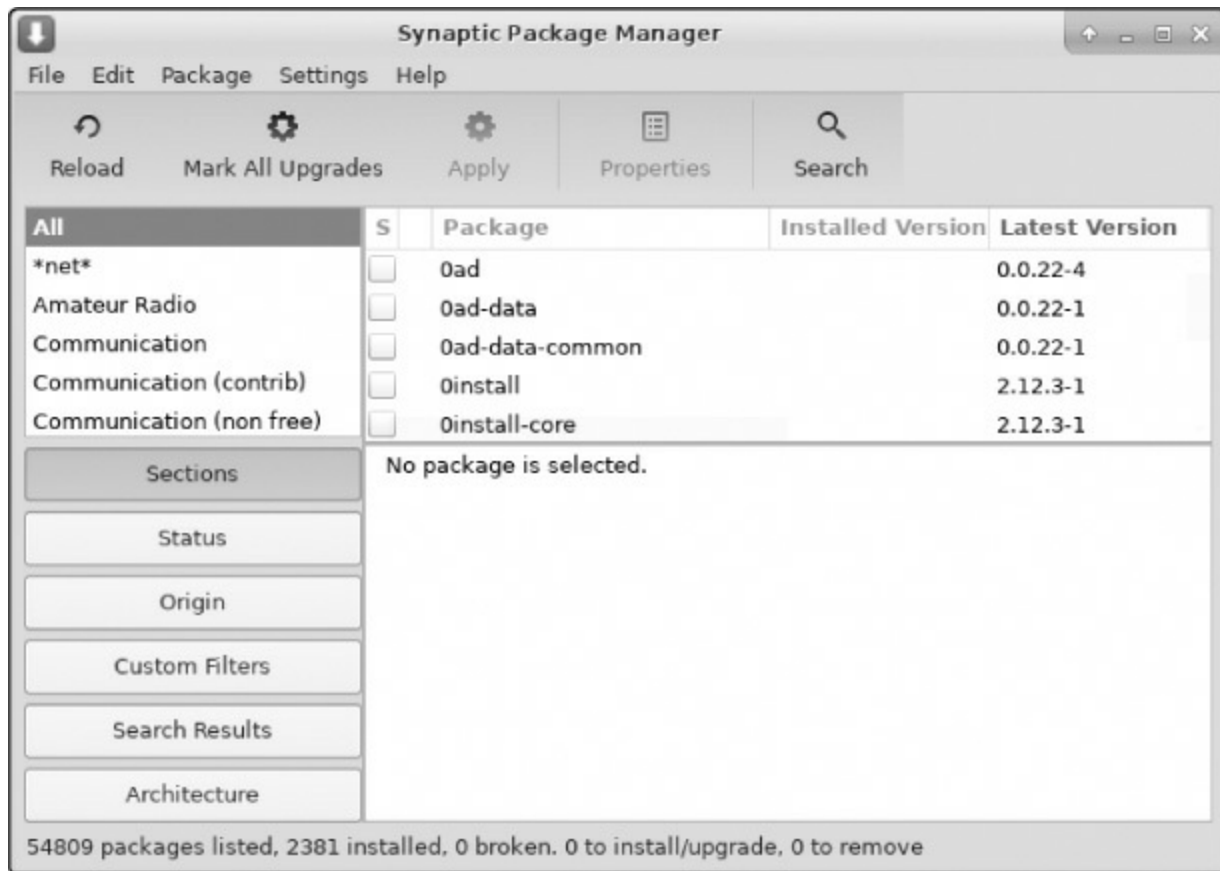 Synaptic Package Manager
File Edit Package Settings Help
Reload Mark All Upgrades Apply Properties Search
All
*net*
Amateur Radio
Communication
Communication (contrib)
Communication (non free)
S Package Installed Version Latest Version
0ad 0.0.22-4
0ad-data 0.0.22-1
0ad-data-common 0.0.22-1
0install 2.12.3-1
0install-core 2.12.3-1
Sections
Status
Origin
Custom Filters
Search Results
Architecture
No package is selected.
54809 packages listed, 2381 installed, 0 broken. 0 to install/upgrade, 0 to remove